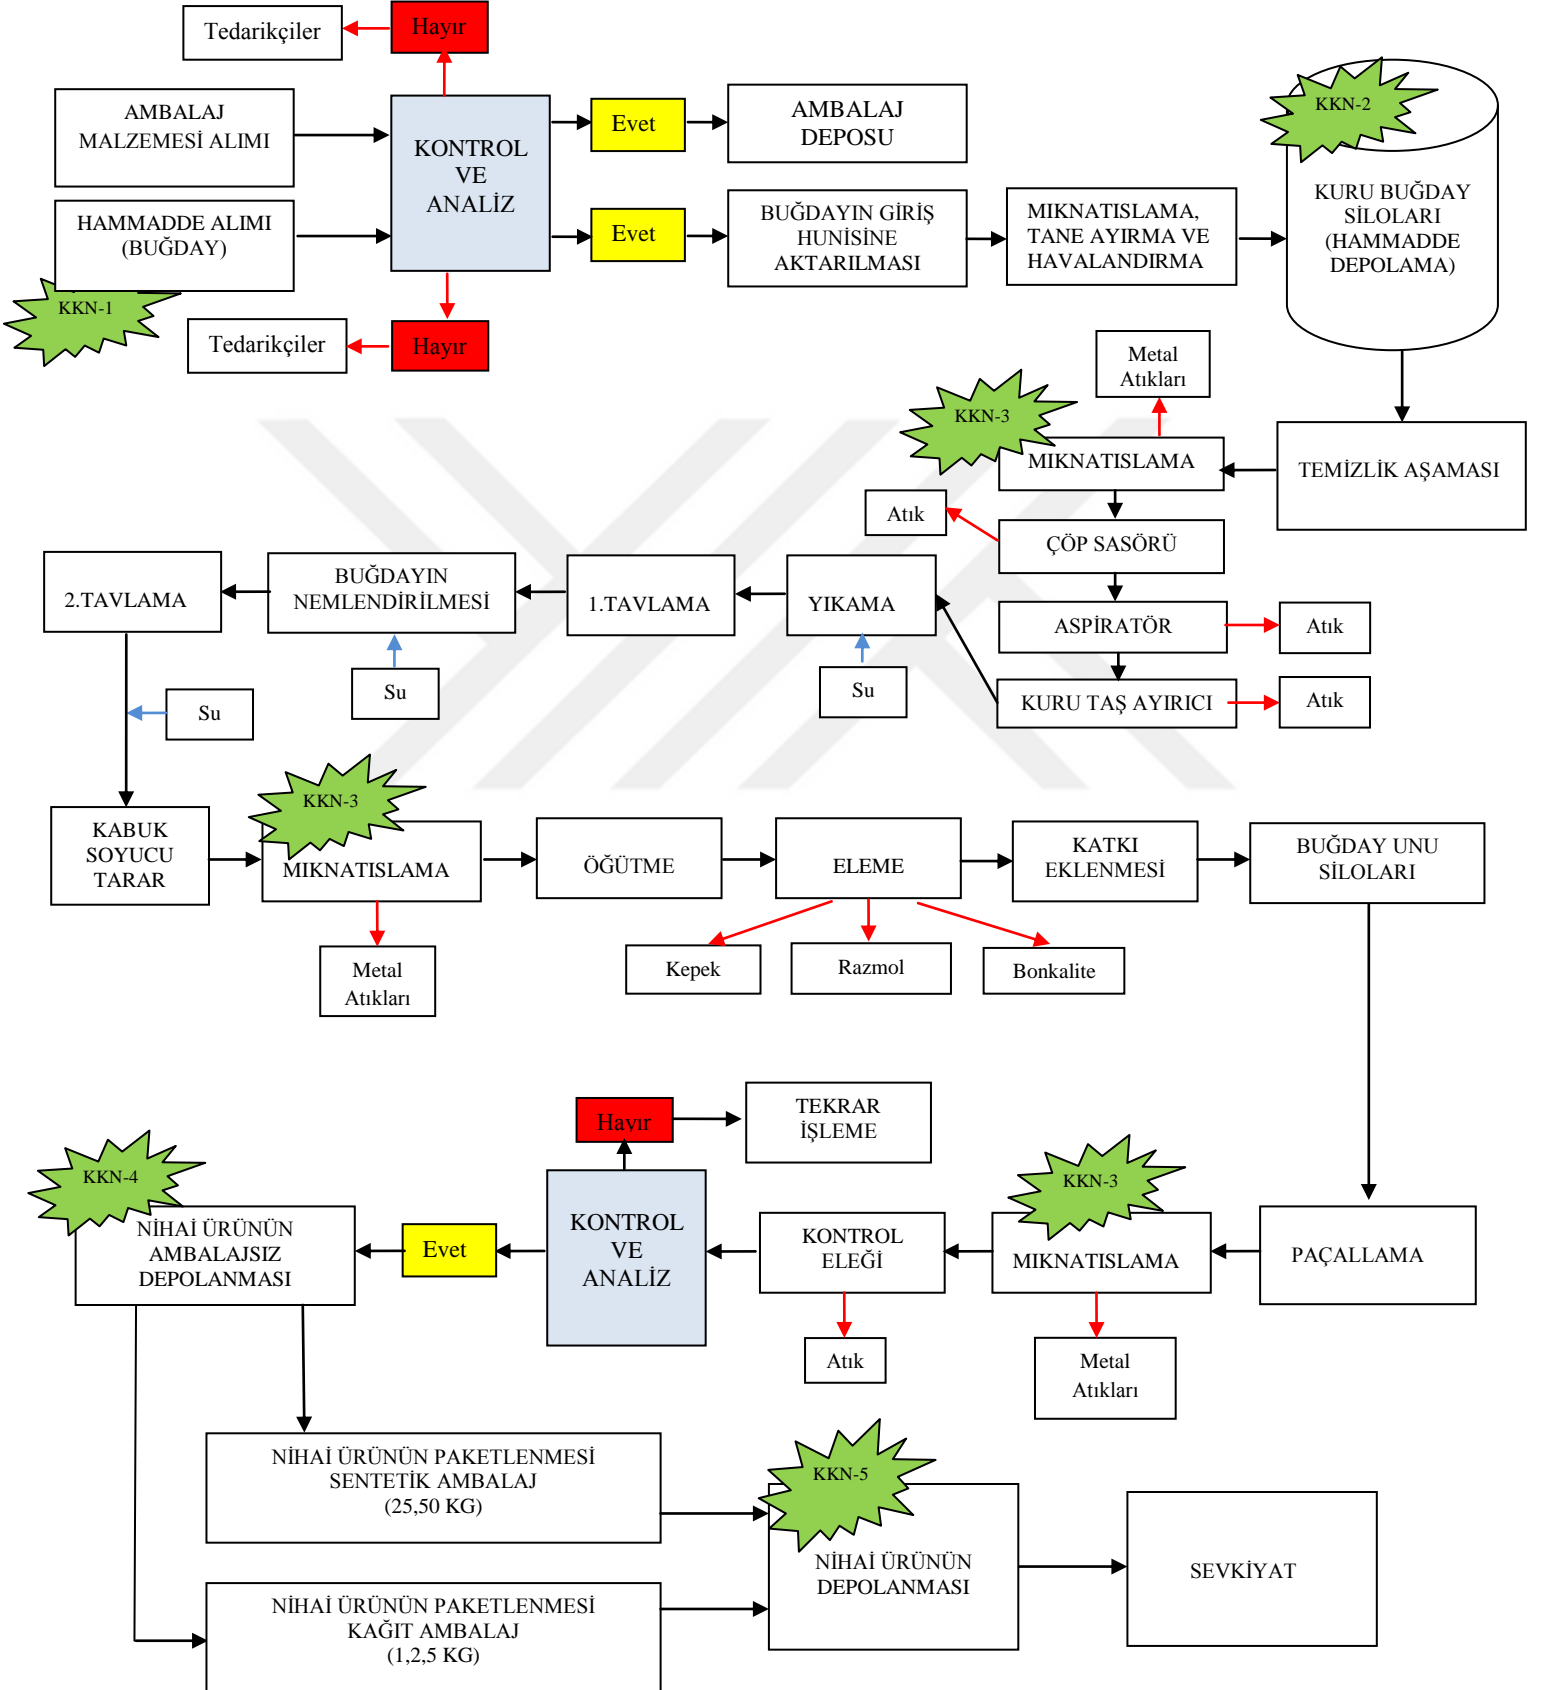 Tedarikçiler
Hayır
AMBALAJ
MALZEMESİ ALIMI
KONTROL
VE
ANALİZ
Evet
AMBALAJ
DEPOSU
KKN-2
KURU BUĞDAY
SİLOLARI
(HAMMADDE
DEPOLAMA)
HAMMADDE ALIMI
(BUĞDAY)
Evet
BUĞDAYIN GİRİŞ
HUNİSİNE
AKTARILMASI
MIKNATISLAMA,
TANE AYIRMA VE
HAVALANDIRMA
KKN-1
Tedarikçiler
Hayır
Metal
Atıkları
KKN-3
MIKNATISLAMA
TEMİZLİK AŞAMASI
Atık
ÇÖP SASÖRÜ
2.TAVLAMA
BUĞDAYIN
NEMLENDİRİLMESİ
1.TAVLAMA
YIKAMA
ASPİRATÖR
Atık
Su
Su
KURU TAŞ AYIRICI
Atık
Su
KABUK
SOYUCU
TARAR
KKN-3
MIKNATISLAMA
ÖĞÜTME
ELEME
KATKI
EKLENMESİ
BUĞDAY UNU
SİLOLARI
Metal
Atıkları
Kepek
Razmol
Bonkalite
Hayır
TEKRAR
İŞLEME
KKN-4
NİHAİ ÜRÜNÜN
AMBALAJSIZ
DEPOLANMASI
Evet
KONTROL
VE
ANALİZ
KONTROL
ELEĞİ
KKN-3
MIKNATISLAMA
PAÇALLAMA
Atık
Metal
Atıkları
NİHAİ ÜRÜNÜN PAKETLENMESİ
SENTETİK AMBALAJ
(25,50 KG)
KKN-5
NİHAİ ÜRÜNÜN
DEPOLANMASI
SEVKİYAT
NİHAİ ÜRÜNÜN PAKETLENMESİ
KAĞIT AMBALAJ
(1,2,5 KG)